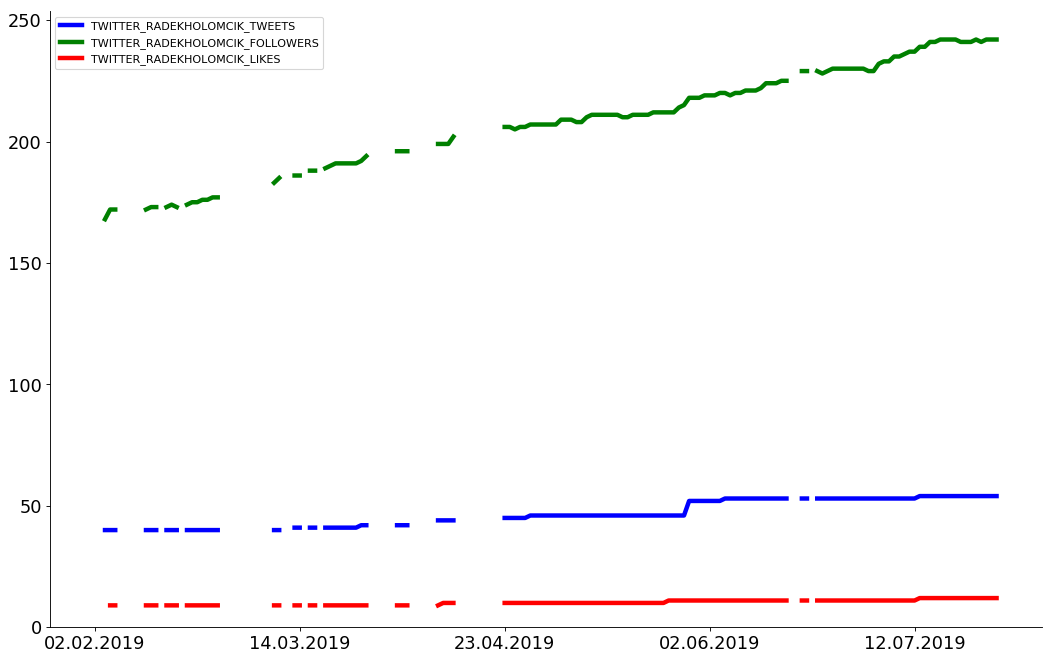 250
TWITTER_RADEKHOLOMCIK_TWEETS
TWITTER_RADEKHOLOMCIK_FOLLOWERS
TWITTER_RADEKHOLOMCIK_LIKES
200
150
100
50
0
02.02.2019 14.03.2019 23.04.2019 02.06.2019 12.07.2019